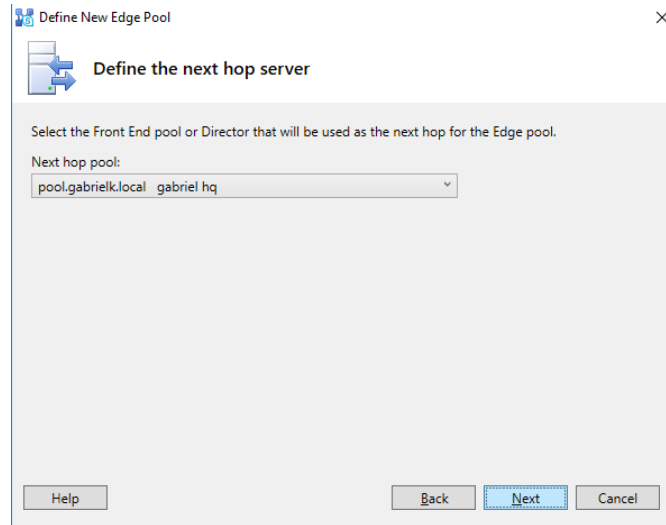 Define New Edge Pool
Define the next hop server
Select the Front End pool or Director that will be used as the next hop for the Edge pool.
Next hop pool:
pool.gabrielk.local gabriel hq
Help Back Next Cancel